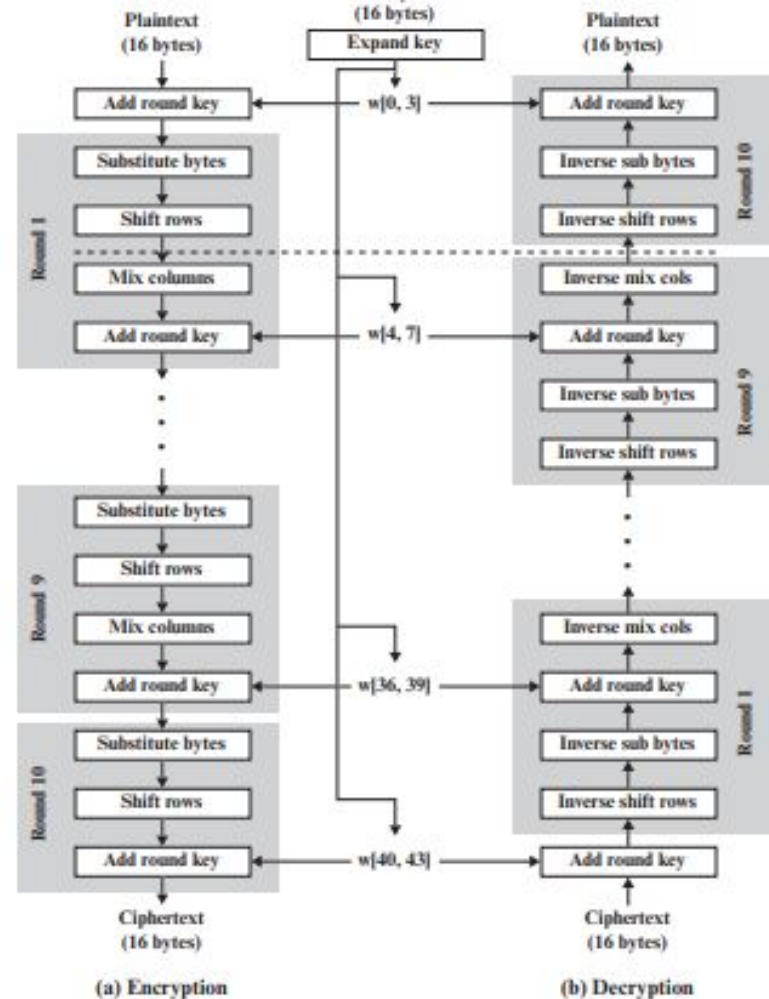 Plaintext
(16 bytes)
Add round key
Round 1
Substitute bytes
Shift rows
Mix columns
Add round key
Round 9
Substitute bytes
Shift rows
Mix columns
Add round key
Round 10
Substitute bytes
Shift rows
Add round key
Ciphertext
(16 bytes)
(a) Encryption
(16 bytes)
Expand key
w[0, 3]
w[4, 7]
w[36, 39]
w[40, 43]
Plaintext
(16 bytes)
Add round key
Inverse sub bytes
Inverse shift rows
Round 10
Inverse mix cols
Add round key
Inverse sub bytes
Inverse shift rows
Round 9
Inverse mix cols
Add round key
Inverse sub bytes
Inverse shift rows
Round 1
Add round key
Ciphertext
(16 bytes)
(b) Decryption